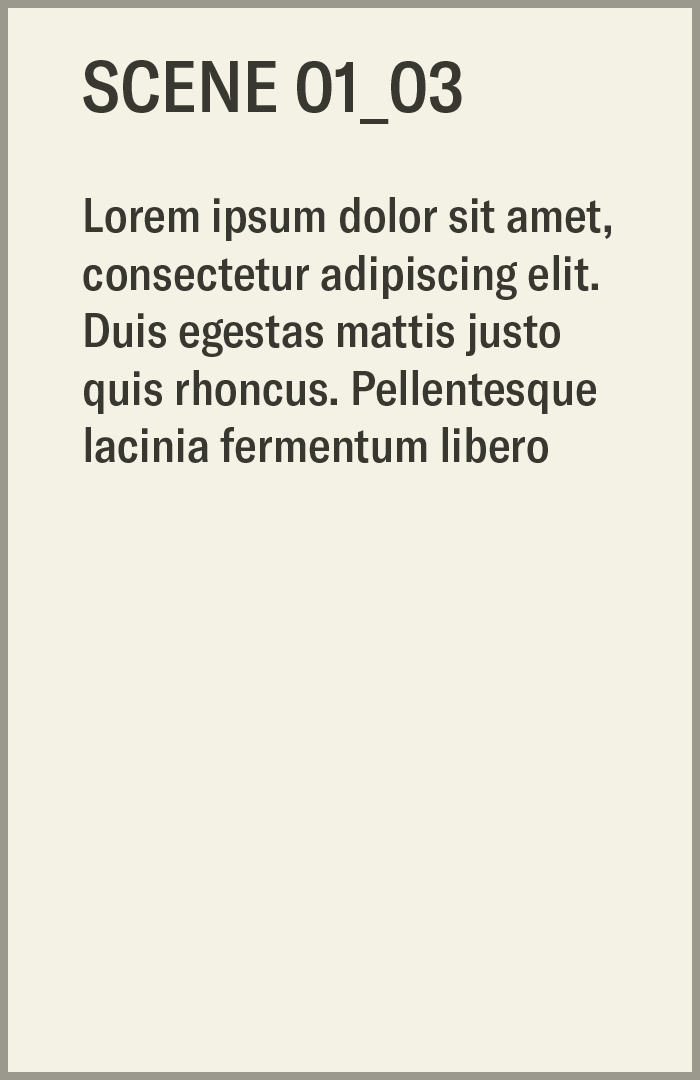 SCENE 01_03
Lorem ipsum dolor sit amet,
consectetur adipiscing elit.
Duis egestas mattis justo
quis rhoncus. Pellentesque
lacinia fermentum libero